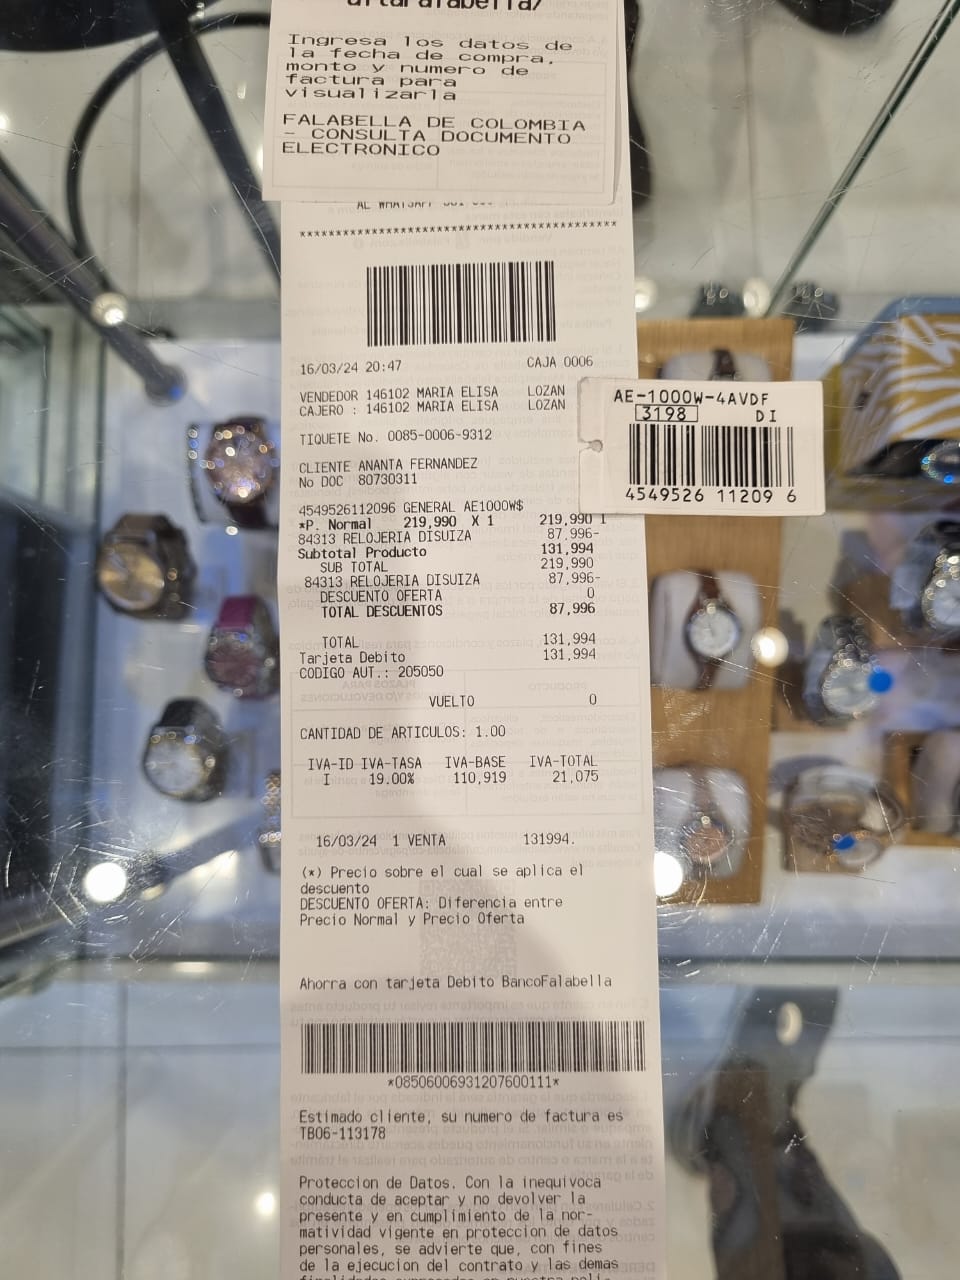 Ingresa los datos de
la fecha de compra,
monto y numero de
factura para
visualizarla
FALABELLA DE COLOMBIA
- CONSULTA DOCUMENTO
ELECTRONICO
AL WHATSAPP
****************************************
16/03/24 20:47 CAJA 0006
VENDEDOR 146102 MARIA ELISA LOZAN
CAJERO : 146102 MARIA ELISA LOZAN
TIQUETE No. 0085-0006-9312
CLIENTE ANANTA FERNANDEZ
No DOC 80730311
4549526112096 GENERAL AE1000W$
*P. Normal 219,990 X 1 219,990 I
84313 RELOJERIA DISUIZA 87,996-
Subtotal Producto 131,994
SUB TOTAL 219,990
84313 RELOJERIA DISUIZA 87,996-
DESCUENTO OFERTA 0
TOTAL DESCUENTOS 87,996
TOTAL 131,994
Tarjeta Debito 131,994
CODIGO AUT.: 205050
VUELTO 0
CANTIDAD DE ARTICULOS: 1.00
IVA-ID IVA-TASA IVA-BASE IVA-TOTAL
I 19.00% 110,919 21,075
16/03/24 1 VENTA 131994.
(*) Precio sobre el cual se aplica el
descuento
DESCUENTO OFERTA: Diferencia entre
Precio Normal y Precio Oferta
Ahorra con tarjeta Debito BancoFalabella
*08506006931207600111*
Estimado cliente, su numero de factura es
TB06-113178
Proteccion de Datos. Con la inequivoca
conducta de aceptar y no devolver la
presente y en cumplimiento de la nor-
matividad vigente en proteccion de datos
personales, se advierte que, con fines
de la ejecucion del contrato y las demas
AE-1000W-4AVDF
3198 DI
4549526 11209 6